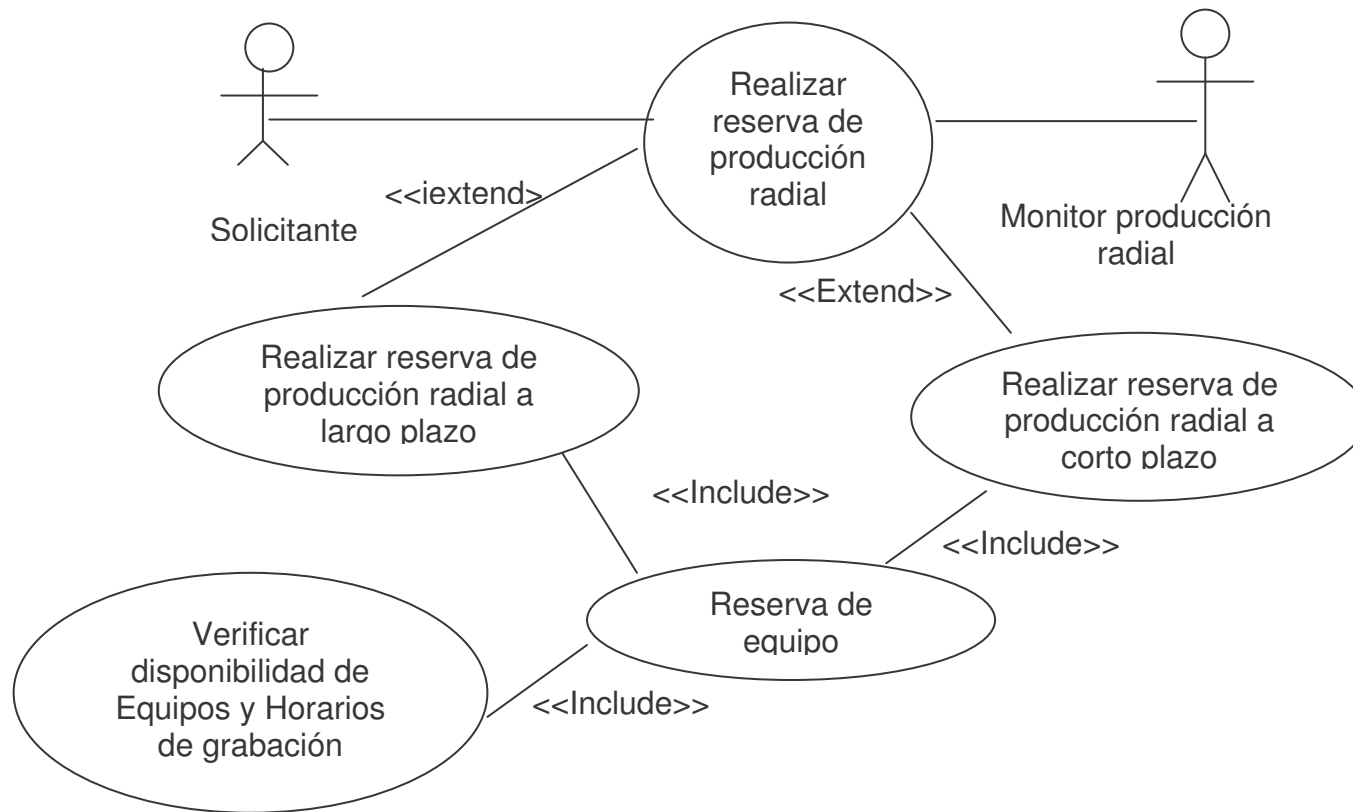 Realizar
reserva de
producción
radial
<<iextend>
Solicitante
Monitor producción
radial
<<Extend>>
Realizar reserva de
producción radial a
largo plazo
Realizar reserva de
producción radial a
corto plazo
<<Include>>
<<Include>>
Reserva de
equipo
Verificar
disponibilidad de
Equipos y Horarios
de grabación
<<Include>>